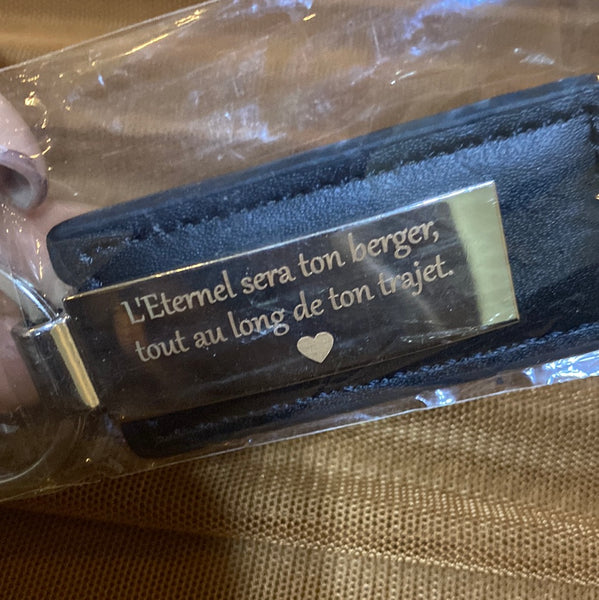 L'Eternel sera ton berger,
tout au long de ton trajet.